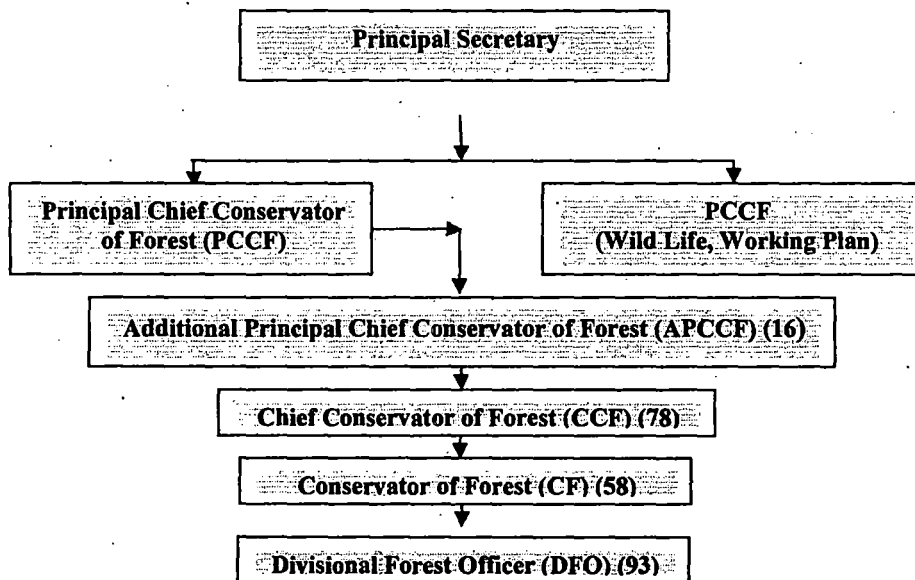 Principal Secretary
Principal Chief Conservator
of Forest (PCCF)
PCCF
(Wild Life, Working Plan)
Additional Principal Chief Conservator of Forest (APCCF) (16)
Chief Conservator of Forest (CCF) (78)
Conservator of Forest (CF) (58)
Divisional Forest Officer (DFO) (93)